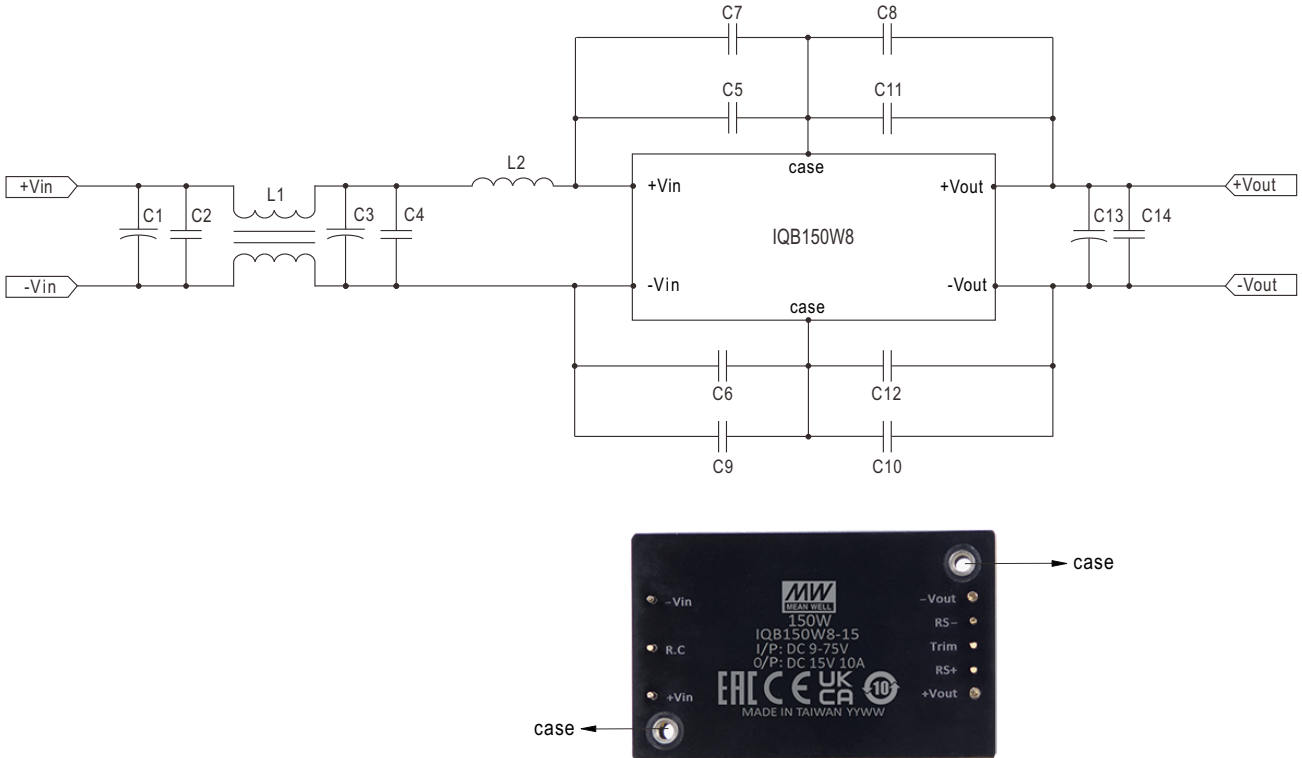 C7 C8
C5 C11
case
L2
+Vin L1 +Vin +Vout +Vout
C1 C2 C3 C4 IQB150W8 C13 C14
-Vin -Vin -Vout -Vout
case
C6 C12
C9 C10
case
MW
MEAN WELL
-Vin 150W -Vout
IQB150W8-15 RS-
R.C I/P: DC 9-75V Trim
O/P: DC 15V 10A RS+
+Vin EAC CE UK CA 10 +Vout
MADE IN TAIWAN YYWW
case